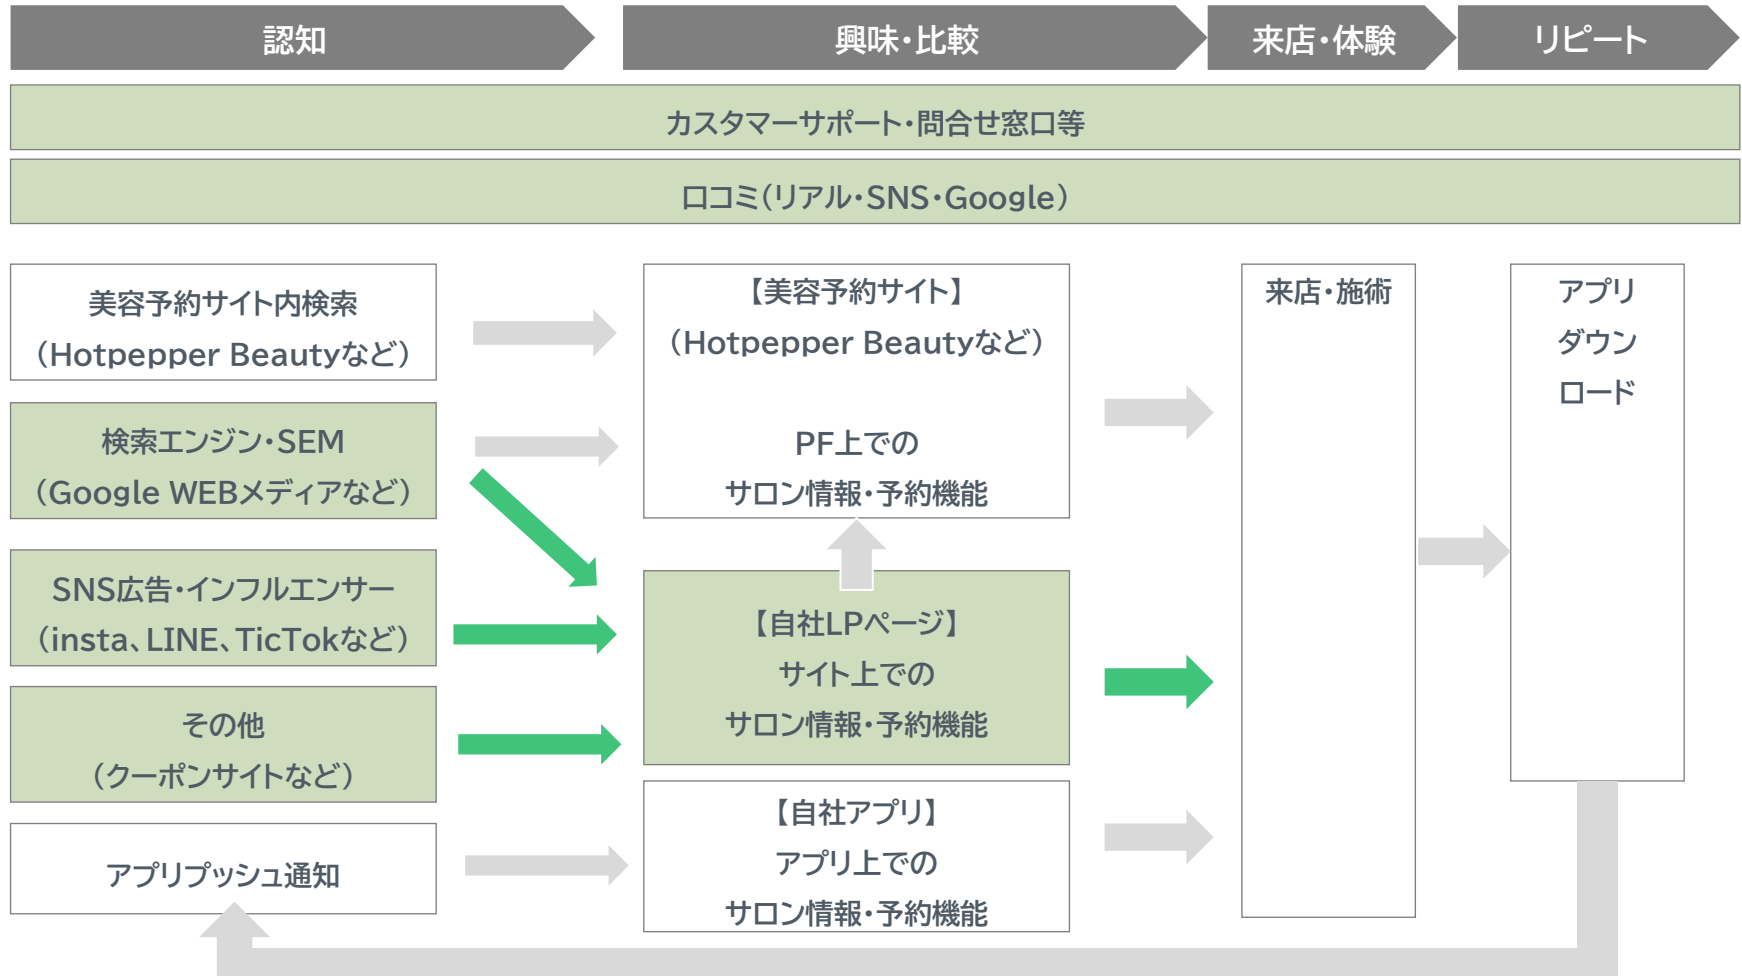 認知
興味・比較
来店・体験
リピート
カスタマーサポート・問合せ窓口等
口コミ(リアル・SNS・Google)
美容予約サイト内検索
(Hotpepper Beautyなど)
検索エンジン・SEM
(Google WEBメディアなど)
SNS広告・インフルエンサー
(insta、LINE、TicTokなど)
その他
(クーポンサイトなど)
アプリプッシュ通知
【美容予約サイト】
(Hotpepper Beautyなど)
PF上での
サロン情報・予約機能
【自社LPページ】
サイト上での
サロン情報・予約機能
【自社アプリ】
アプリ上での
サロン情報・予約機能
来店・施術
アプリ
ダウン
ロード